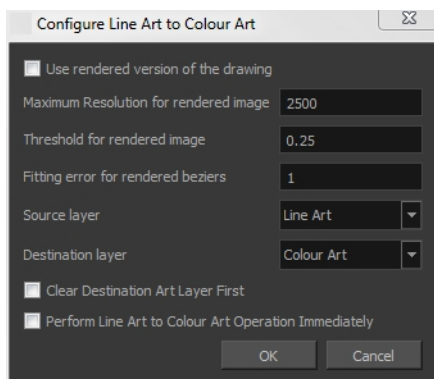 Configure Line Art to Colour Art
Use rendered version of the drawing
Maximum Resolution for rendered image 2500
Threshold for rendered image 0.25
Fitting error for rendered beziers 1
Source layer Line Art
Destination layer Colour Art
Clear Destination Art Layer First
Perform Line Art to Colour Art Operation Immediately
OK Cancel